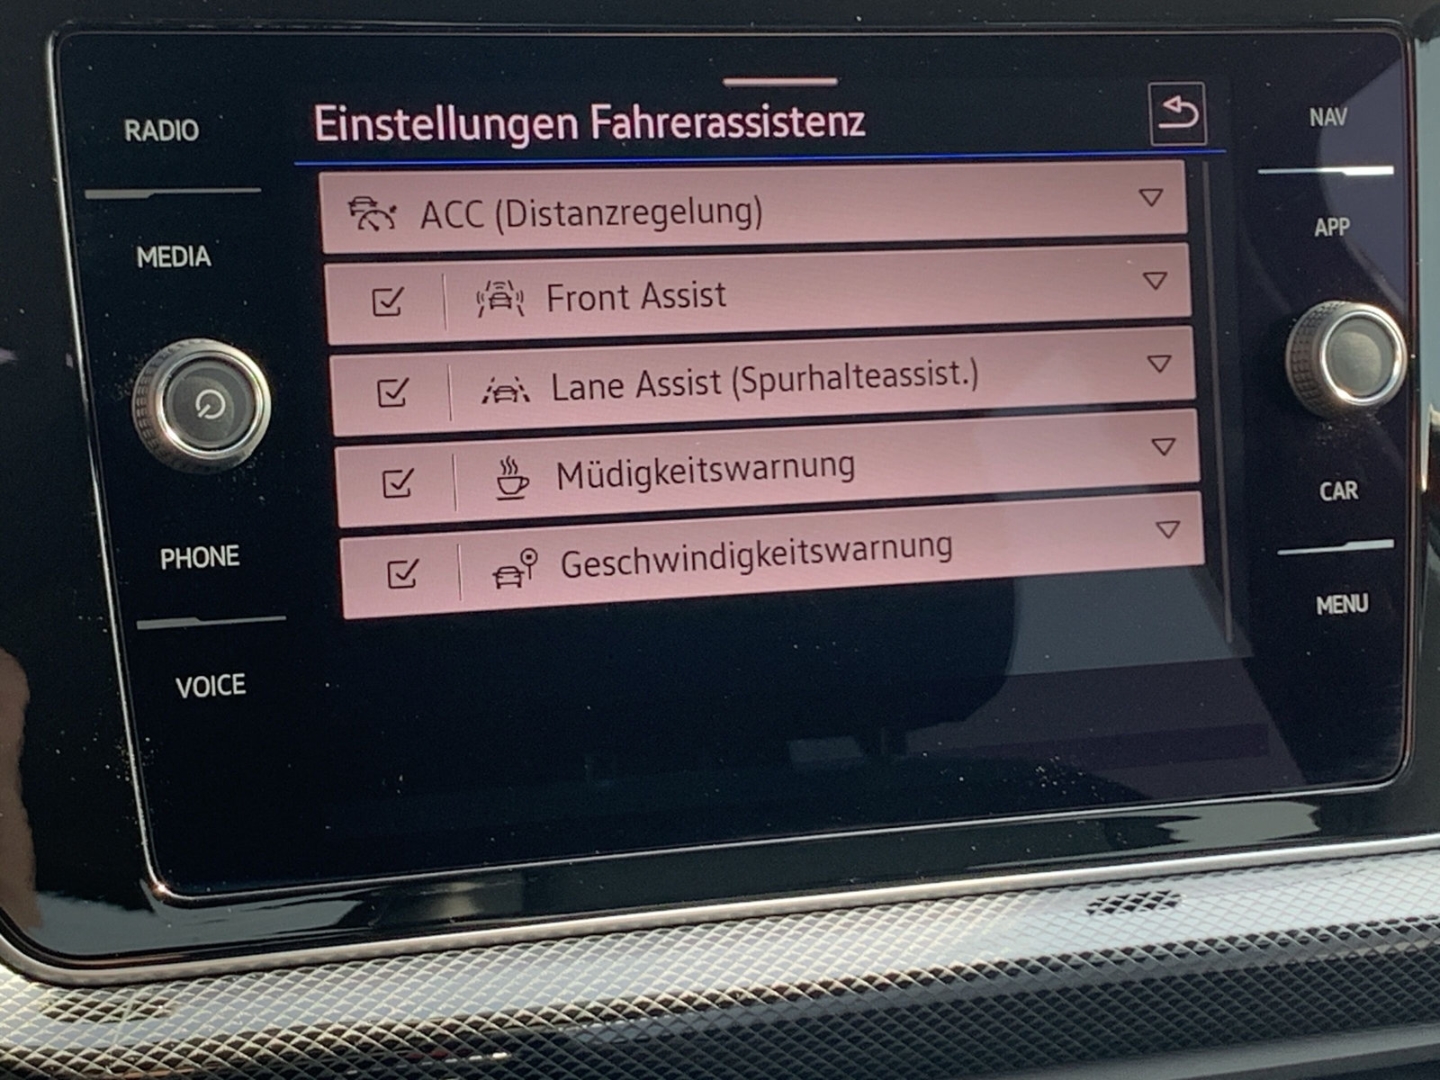 RADIO
MEDIA
PHONE
VOICE
Einstellungen Fahrerassistenz
ACC (Distanzregelung)
Front Assist
Lane Assist (Spurhalteassist.)
Müdigkeitswarnung
Geschwindigkeitswarnung
NAV
APP
CAR
MENU